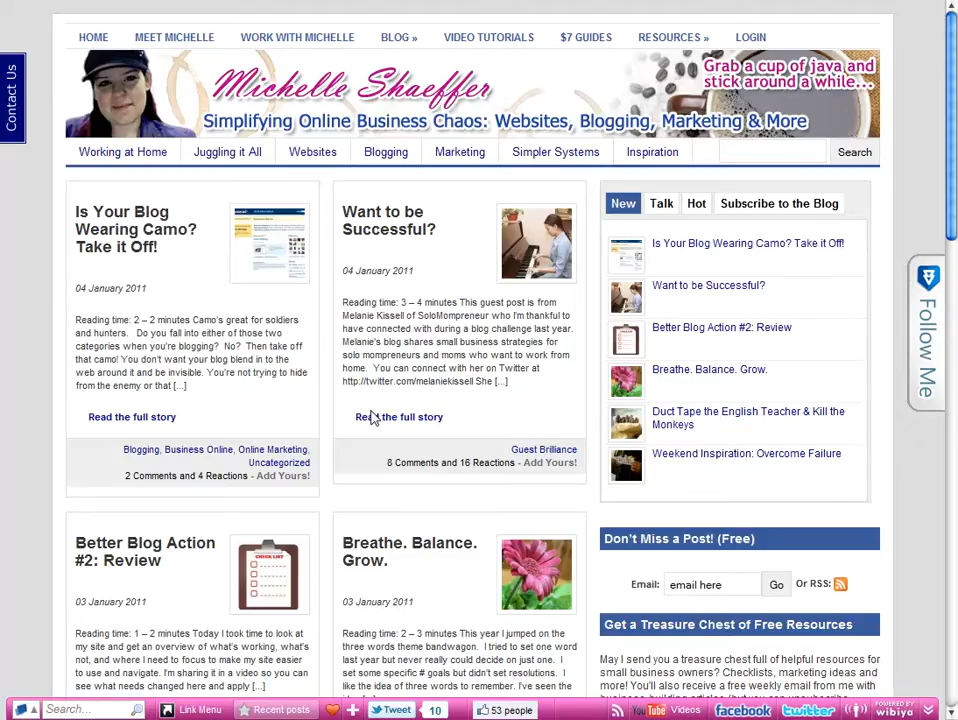 HOME MEET MICHELLE WORK WITH MICHELLE BLOG » VIDEO TUTORIALS $7 GUIDES RESOURCES » LOGIN
Contact Us
Michelle Shaeffer
Grab a cup of java and
stick around a while...
Simplifying Online Business Chaos: Websites, Blogging, Marketing & More
Working at Home Juggling it All Websites Blogging Marketing Simpler Systems Inspiration Search
Is Your Blog
Wearing Camo?
Take it Off!
04 January 2011
Reading time: 2 – 2 minutes Camo's great for soldiers
and hunters. Do you fall into either of those two
categories when you're blogging? No? Then take off
that camo! You don't want your blog blend in to the
web around it and be invisible. You're not trying to hide
from the enemy or that [...]
Read the full story
Blogging, Business Online, Online Marketing,
Uncategorized
2 Comments and 4 Reactions - Add Yours!
Want to be
Successful?
04 January 2011
Reading time: 3 – 4 minutes This guest post is from
Melanie Kissell of SoloMompreneur who I'm thankful to
have connected with during a blog challenge last year.
Melanie's blog shares small business strategies for
solo mompreneurs and moms who want to work from
home. You can connect with her on Twitter at
http://twitter.com/melaniekissell She [...]
Read the full story
Guest Brilliance
8 Comments and 16 Reactions - Add Yours!
New Talk Hot Subscribe to the Blog
Is Your Blog Wearing Camo? Take it Off!
Want to be Successful?
Better Blog Action #2: Review
Breathe. Balance. Grow.
Duct Tape the English Teacher & Kill the
Monkeys
Weekend Inspiration: Overcome Failure
Follow Me
Better Blog Action
#2: Review
CHECK LIST
03 January 2011
Reading time: 1 – 2 minutes Today I took time to look at
my site and get an overview of what's working, what's
not, and where I need to focus to make my site easier
to use and navigate. I'm sharing it in a video so you can
see what needs changed here and apply [...]
Breathe. Balance.
Grow.
03 January 2011
Reading time: 2 – 3 minutes This year I jumped on the
three words theme bandwagon. I tried to set one word
last year but never really could decide on just one. I
set some specific # goals but didn't set resolutions. I
like the idea of three words to remember. I've seen the
Don't Miss a Post! (Free)
Email: email here Go Or RSS:
Get a Treasure Chest of Free Resources
May I send you a treasure chest full of helpful resources for
small business owners? Checklists, marketing ideas and
more! You'll also receive a free weekly email from me with
Search... Link Menu Recent posts Tweet 10 53 people YouTube Videos facebook twitter POWERED BY wibiya